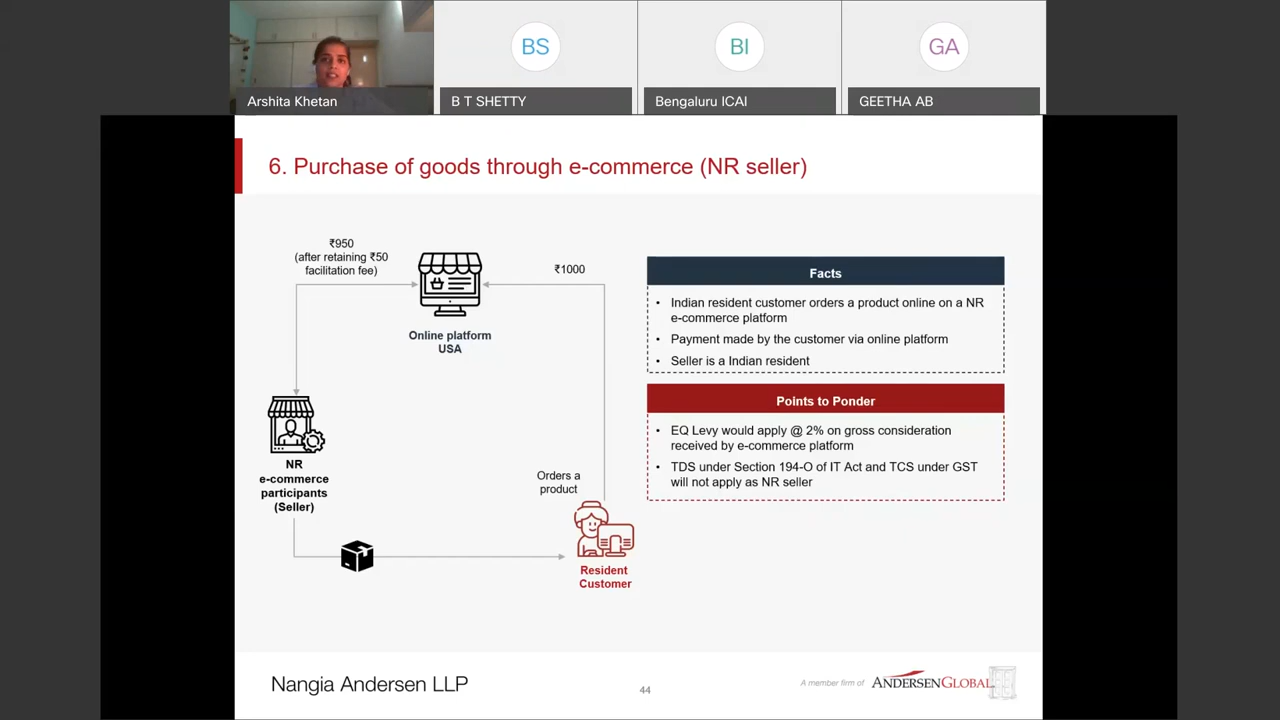 BS
BI
GA
Arshita Khetan
B T SHETTY
Bengaluru ICAI
GEETHA AB
6. Purchase of goods through e-commerce (NR seller)
₹950
(after retaining ₹50
facilitation fee)
₹1000
Online platform
USA
NR
e-commerce
participants
(Seller)
Orders a
product
Resident
Customer
Facts
• Indian resident customer orders a product online on a NR
e-commerce platform
• Payment made by the customer via online platform
• Seller is a Indian resident
Points to Ponder
• EQ Levy would apply @ 2% on gross consideration
received by e-commerce platform
• TDS under Section 194-O of IT Act and TCS under GST
will not apply as NR seller
Nangia Andersen LLP
44
A member firm of
ANDERSEN GLOBAL